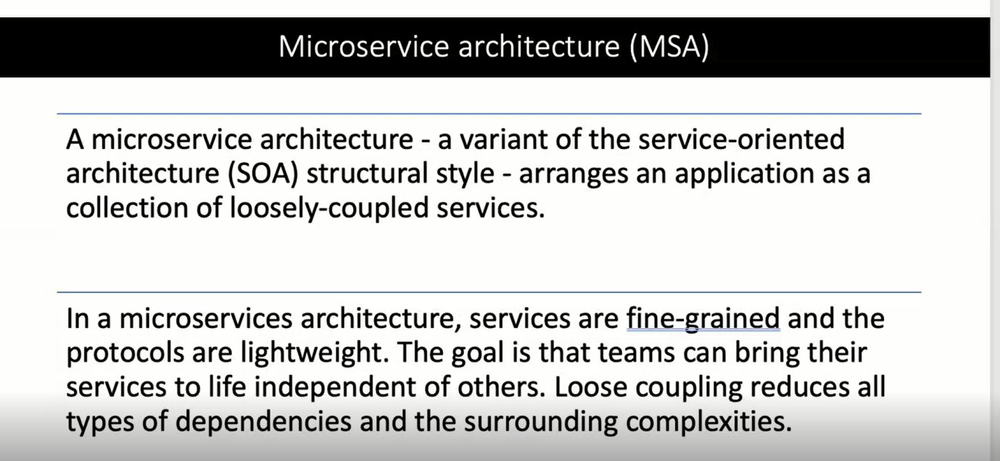 Microservice architecture (MSA)
A microservice architecture - a variant of the service-oriented
architecture (SOA) structural style - arranges an application as a
collection of loosely-coupled services.
In a microservices architecture, services are fine-grained and the
protocols are lightweight. The goal is that teams can bring their
services to life independent of others. Loose coupling reduces all
types of dependencies and the surrounding complexities.